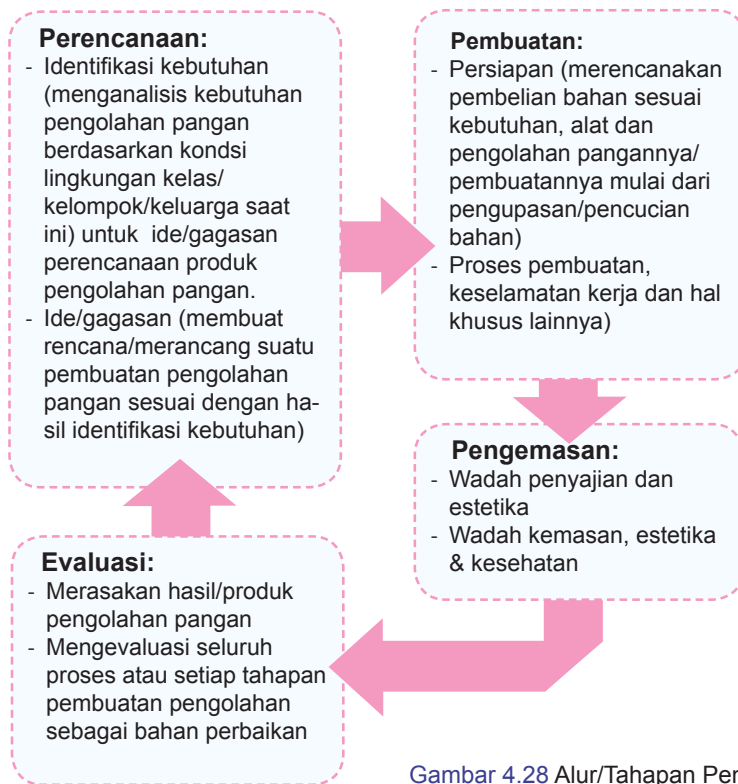 Perencanaan:
- Identifikasi kebutuhan
(menganalisis kebutuhan
pengolahan pangan
berdasarkan kondsi
lingkungan kelas/
kelompok/keluarga saat
ini) untuk ide/gagasan
perencanaan produk
pengolahan pangan.
- Ide/gagasan (membuat
rencana/merancang suatu
pembuatan pengolahan
pangan sesuai dengan ha-
sil identifikasi kebutuhan)
Pembuatan:
- Persiapan (merencanakan
pembelian bahan sesuai
kebutuhan, alat dan
pengolahan pangannya/
pembuatannya mulai dari
pengupasan/pencucian
bahan)
- Proses pembuatan,
keselamatan kerja dan hal
khusus lainnya)
Pengemasan:
- Wadah penyajian dan
estetika
- Wadah kemasan, estetika
& kesehatan
Evaluasi:
- Merasakan hasil/produk
pengolahan pangan
- Mengevaluasi seluruh
proses atau setiap tahapan
pembuatan pengolahan
sebagai bahan perbaikan
Gambar 4.28 Alur/Tahapan Per